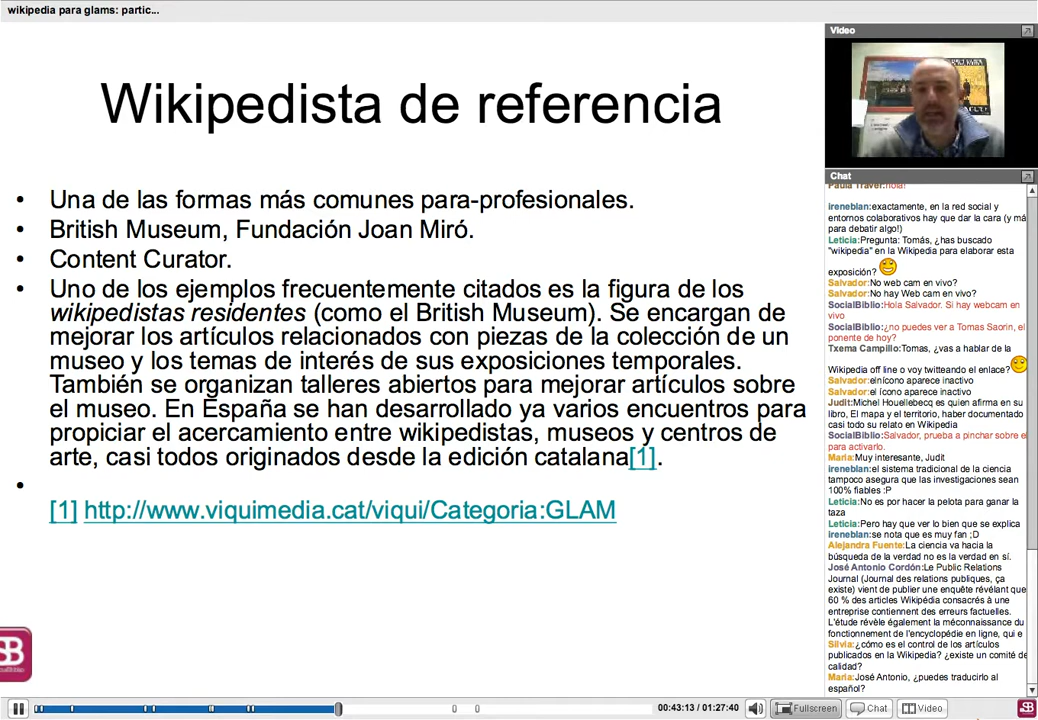 wikipedia para glams: partic...
Wikipedista de referencia
• Una de las formas más comunes para-profesionales.
• British Museum, Fundación Joan Miró.
• Content Curator.
• Uno de los ejemplos frecuentemente citados es la figura de los
wikipedistas residentes (como el British Museum). Se encargan de
mejorar los artículos relacionados con piezas de la colección de un
museo y los temas de interés de sus exposiciones temporales.
También se organizan talleres abiertos para mejorar artículos sobre
el museo. En España se han desarrollado ya varios encuentros para
propiciar el acercamiento entre wikipedistas, museos y centros de
arte, casi todos originados desde la edición catalana[1].
•
[1] http://www.viquimedia.cat/viqui/Categoria:GLAM
SB
Video
Chat
Paula Traver:hola!
ireneblan:exactamente, en la red social y
entornos colaborativos hay que dar la cara (y má
para debatir algo!)
Leticia:Pregunta: Tomás, ¿has buscado
"wikipedia" en la Wikipedia para elaborar esta
exposición?
Salvador:No web cam en vivo?
Salvador:No hay Web cam en vivo?
SocialBiblio:Hola Salvador. Sí hay webcam en
vivo
SocialBiblio:¿no puedes ver a Tomas Saorin, el
ponente de hoy?
Txema Campillo:Tomas, ¿vas a hablar de la
Wikipedia off line o voy twitteando el enlace?
Salvador:einícono aparece inactivo
Salvador:el ícono aparece inactivo
Judit:Michel Houellebecq es quien afirma en su
libro, El mapa y el territorio, haber documentado
casi todo su relato en Wikipedia
SocialBiblio:Salvador, prueba a pinchar sobre e
para activarlo.
Maria:Muy interesante, Judit
ireneblan:el sistema tradicional de la ciencia
tampoco asegura que las investigaciones sean
100% fiables :P
Leticia:No es por hacer la pelota para ganar la
taza
Leticia:Pero hay que ver lo bien que se explica
ireneblan:se nota que es muy fan ;D
Alejandra Fuente:La ciencia va hacia la
búsqueda de la verdad no es la verdad en sí.
José Antonio Cordón:Le Public Relations
Journal (Journal des relations publiques, ça
existe) vient de publier une enquête révélant que
60 % des articles Wikipédia consacrés à une
entreprise contiennent des erreurs factuelles.
L'étude révèle également la méconnaissance du
fonctionnement de l'encyclopédie en ligne, qui e
Silvia:¿cómo es el control de los artículos
publicados en la Wikipedia? ¿existe un comité de
calidad?
Maria:José Antonio, ¿puedes traducirlo al
español?
00:43:13 / 01:27:40
Fullscreen
Chat
Video
SB